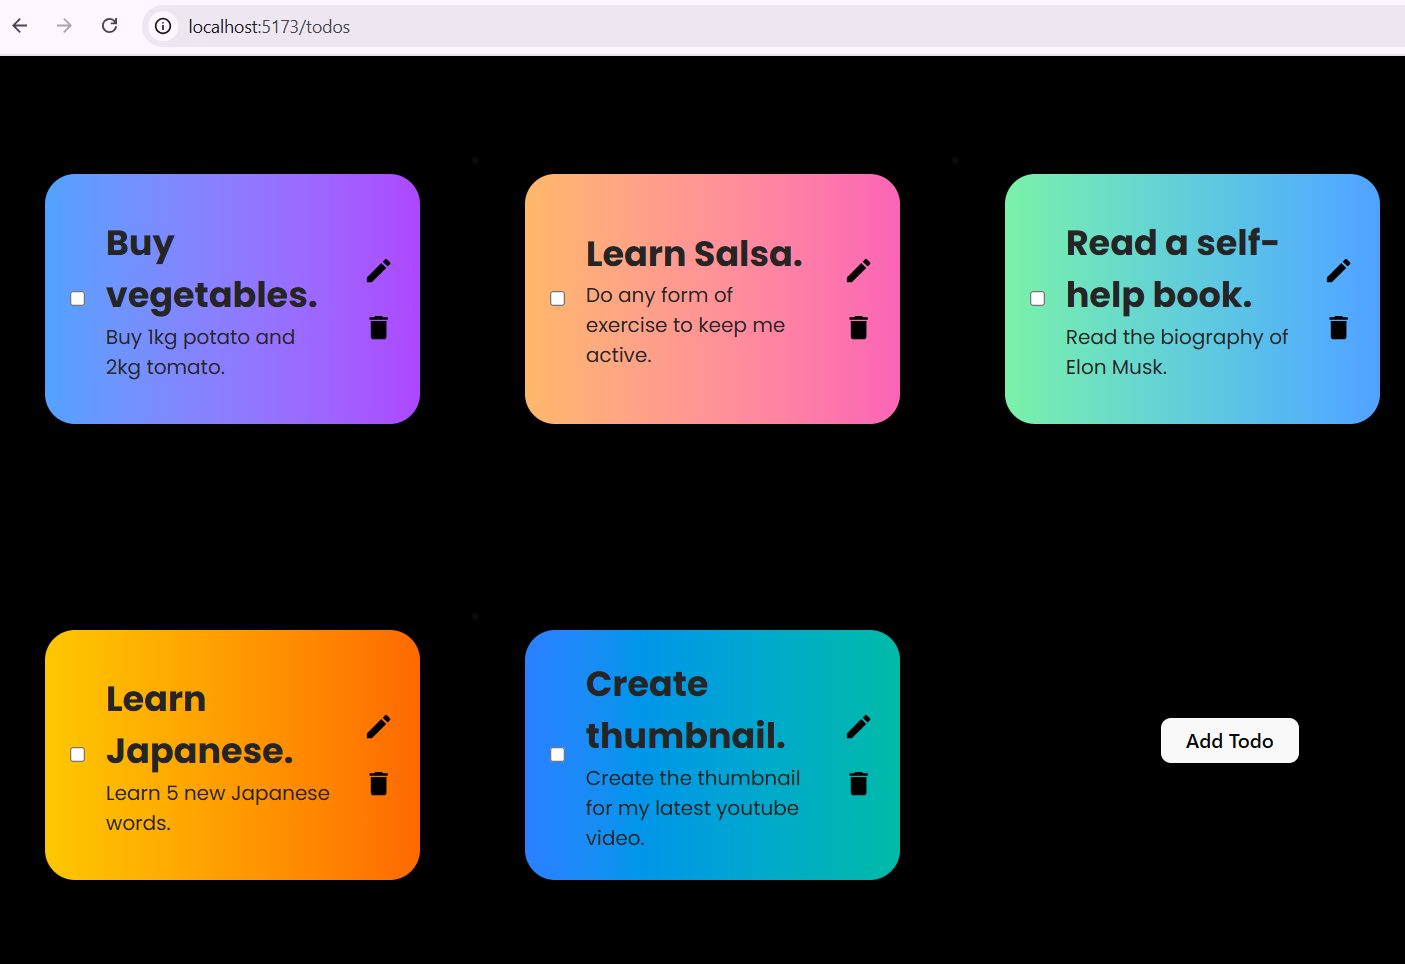 localhost:5173/todos
Buy
vegetables.
Buy 1kg potato and
2kg tomato.
Learn Salsa.
Do any form of
exercise to keep me
active.
Read a self-
help book.
Read the biography of
Elon Musk.
Learn
Japanese.
Learn 5 new Japanese
words.
Create
thumbnail.
Create the thumbnail
for my latest youtube
video.
Add Todo